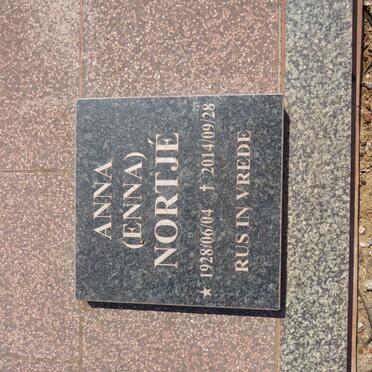 ANNA
(ENNA)
NORTJÉ
★ 1928/06/04 † 2014/09/28
RUS IN VREDE